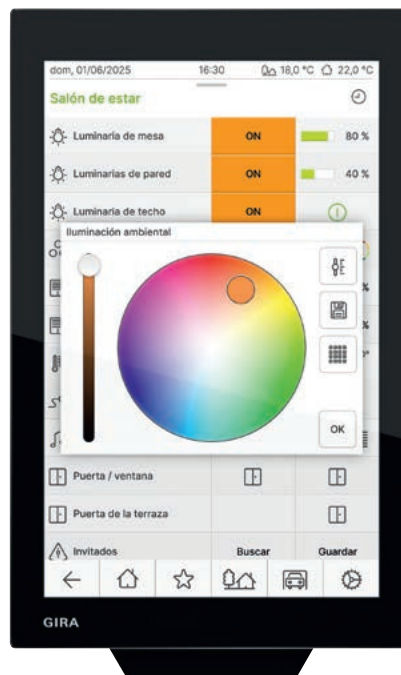 dom, 01/06/2025 16:30 18,0 °C 22,0 °C
Salón de estar
Luminaria de mesa ON 80 %
Luminarias de pared ON 40 %
Luminaria de techo ON
Iluminación ambiental
OK
Puerta / ventana
Puerta de la terraza
Invitados Buscar Guardar
GIRA